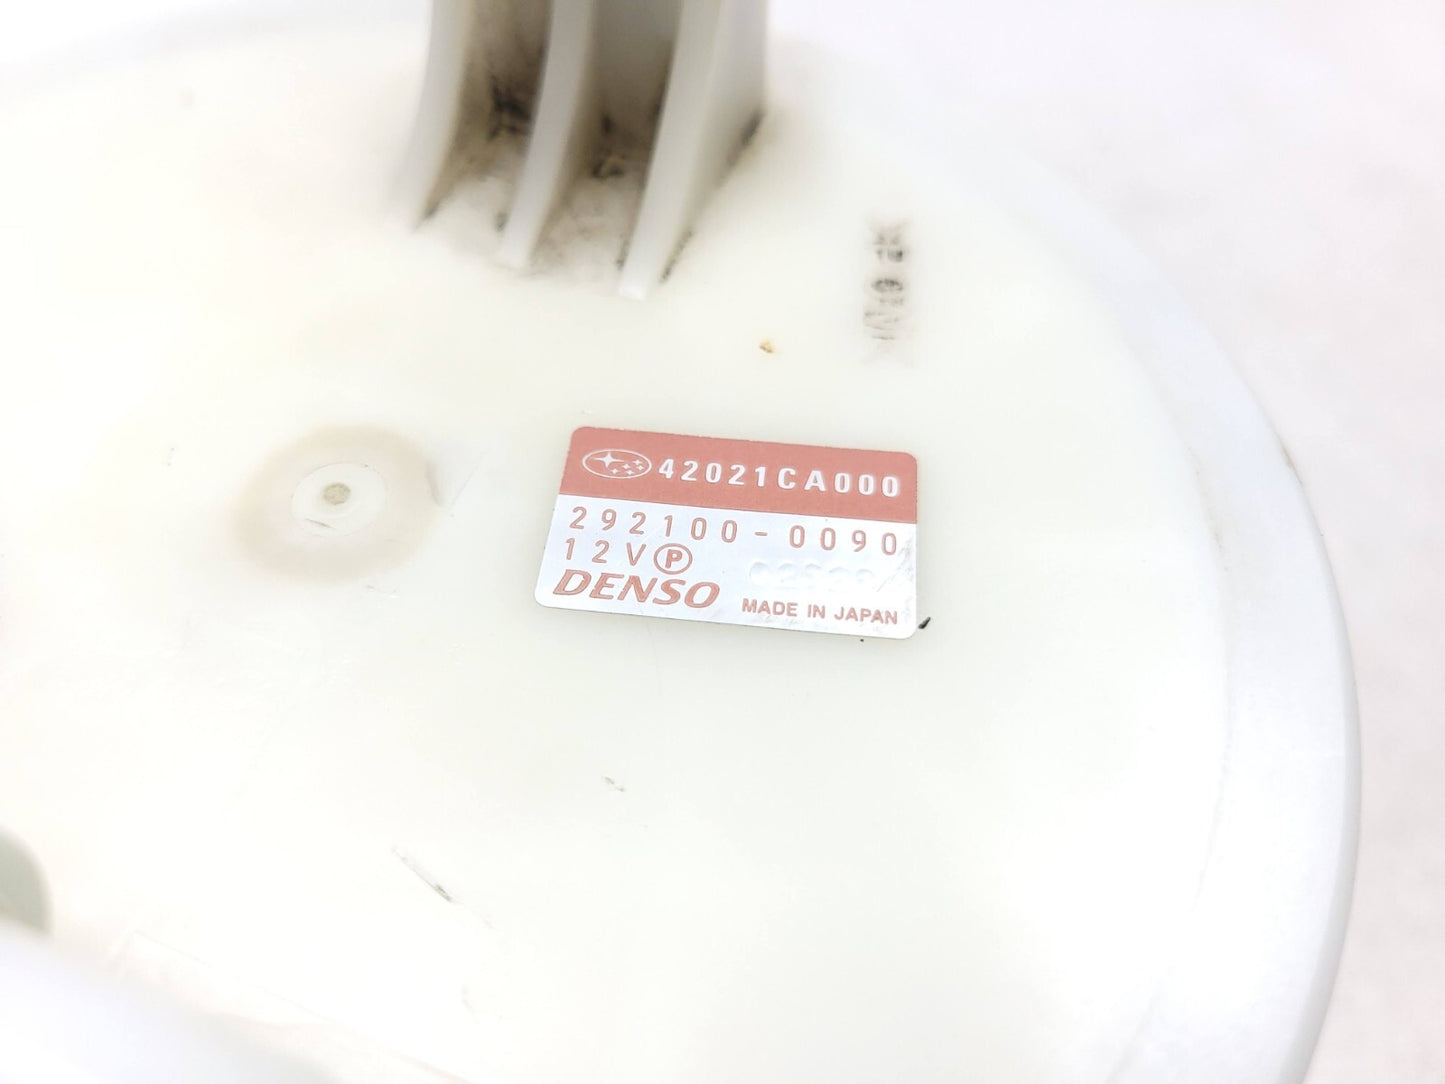 42021CA000
292100-0090
12V Ⓟ
DENSO MADE IN JAPAN